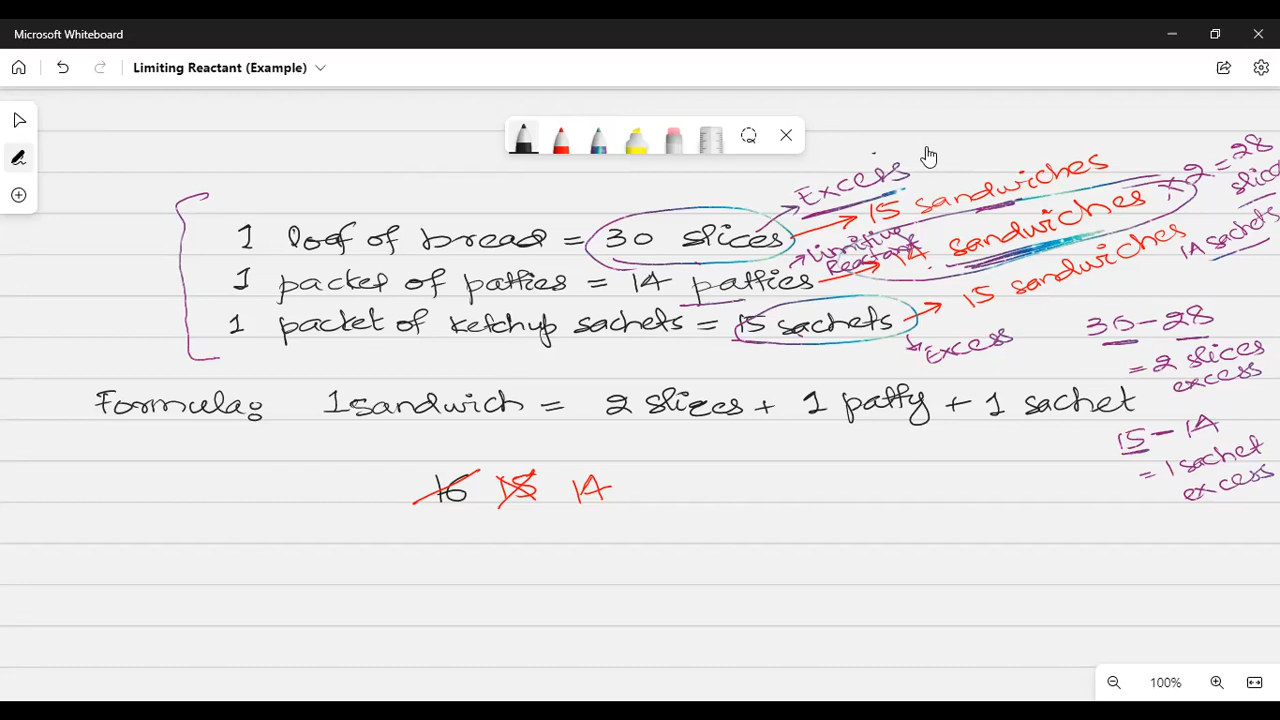 Microsoft Whiteboard
Limiting Reactant (Example)
1 loaf of bread = 30 slices
Excess
15 sandwiches
1 packet of patties = 14 patties
Limiting
Reactant
14 sandwiches × 2 = 28
slices
14 sachets
1 packet of ketchup sachets = 15 sachets
15 sandwiches
Excess
30 - 28
= 2 slices
excess
Formula: 1 sandwich = 2 slices + 1 patty + 1 sachet
15 - 14
= 1 sachet
excess
16 15 14
100%